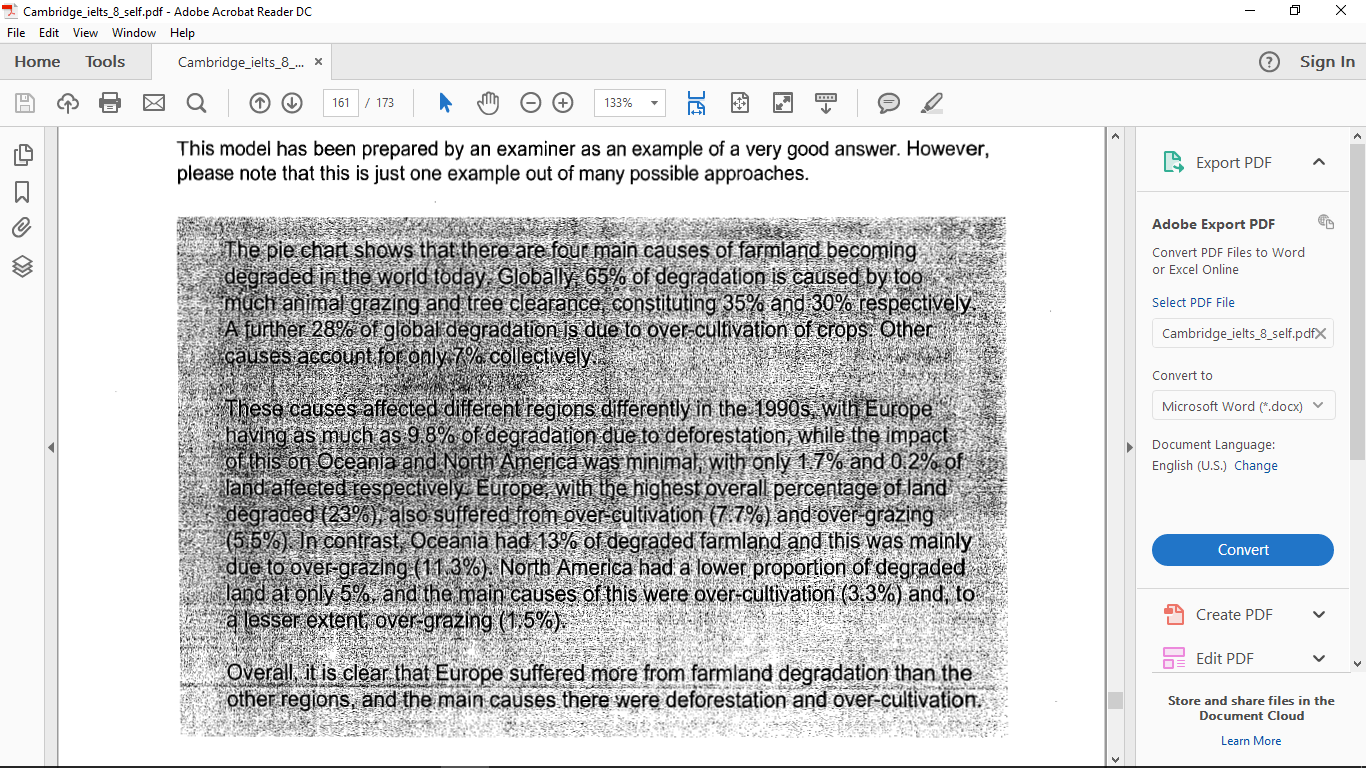 Cambridge_ielts_8_self.pdf - Adobe Acrobat Reader DC
File Edit View Window Help
Home Tools Cambridge_ielts_8_... × Sign In
161 / 173 133%
This model has been prepared by an examiner as an example of a very good answer. However,
please note that this is just one example out of many possible approaches.
The pie chart shows that there are four main causes of farmland becoming
degraded in the world today. Globally, 65% of degradation is caused by too
much animal grazing and tree clearance, constituting 35% and 30% respectively.
A further 28% of global degradation is due to over-cultivation of crops. Other
causes account for only 7% collectively.
These causes affected different regions differently in the 1990s, with Europe
having as much as 9.8% of degradation due to deforestation, while the impact
of this on Oceania and North America was minimal, with only 1.7% and 0.2% of
land affected respectively. Europe, with the highest overall percentage of land
degraded (23%), also suffered from over-cultivation (7.7%) and over-grazing
(5.5%). In contrast, Oceania had 13% of degraded farmland and this was mainly
due to over-grazing (11.3%). North America had a lower proportion of degraded
land at only 5%, and the main causes of this were over-cultivation (3.3%) and, to
a lesser extent, over-grazing (1.5%).
Overall, it is clear that Europe suffered more from farmland degradation than the
other regions, and the main causes there were deforestation and over-cultivation.
Export PDF
Adobe Export PDF
Convert PDF Files to Word
or Excel Online
Select PDF File
Cambridge_ielts_8_self.pdf
Convert to
Microsoft Word (*.docx)
Document Language:
English (U.S.) Change
Convert
Create PDF
Edit PDF
Store and share files in the
Document Cloud
Learn More